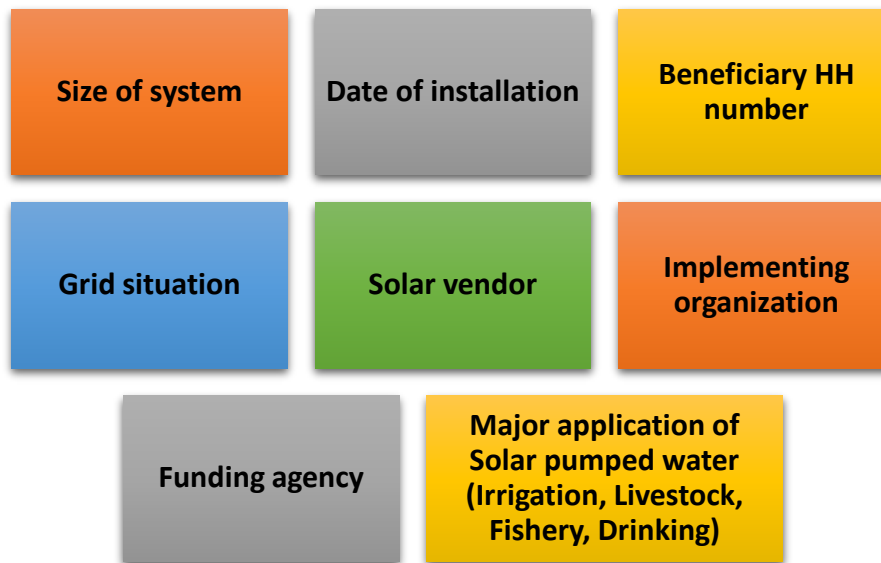 Size of system
Date of installation
Beneficiary HH
number
Grid situation
Solar vendor
Implementing
organization
Funding agency
Major application of
Solar pumped water
(Irrigation, Livestock,
Fishery, Drinking)